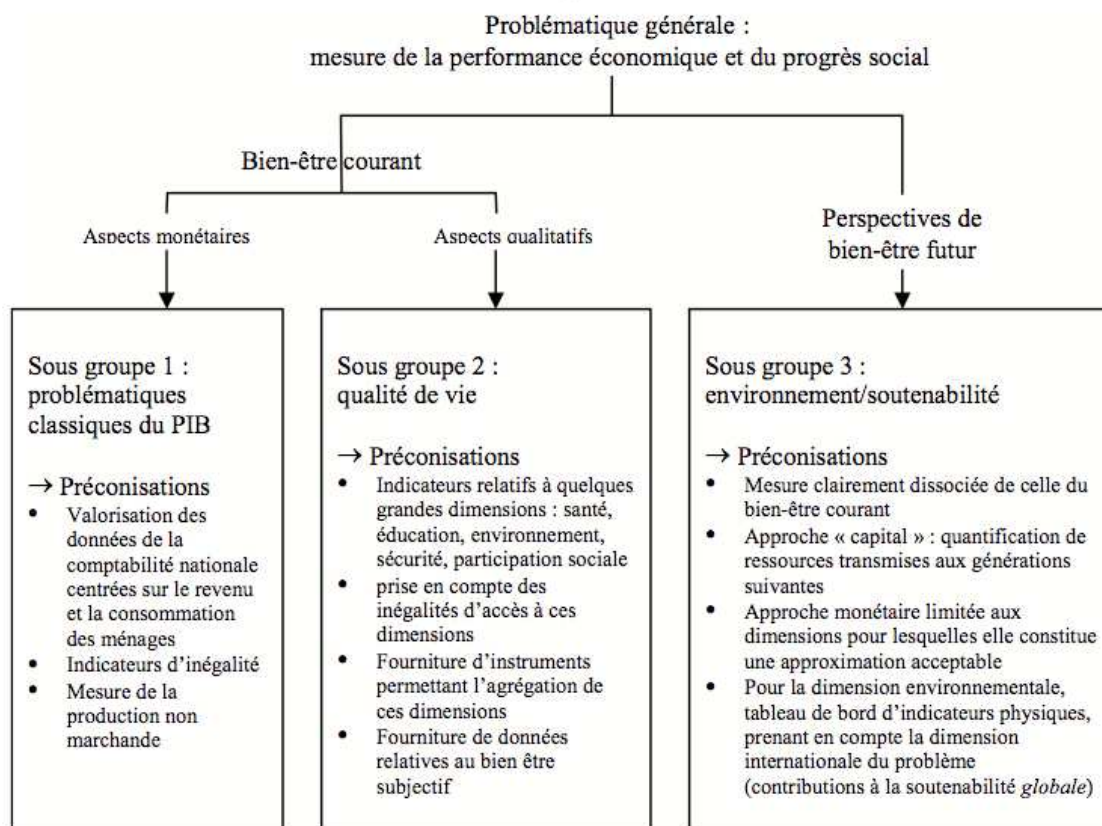 Problématique générale :
mesure de la performance économique et du progrès social
Bien-être courant
Aspects monétaires
Aspects qualitatifs
Perspectives de
bien-être futur
Sous groupe 1 :
problématiques
classiques du PIB
→ Préconisations
• Valorisation des
données de la
comptabilité nationale
centrées sur le revenu
et la consommation
des ménages
• Indicateurs d’inégalité
• Mesure de la
production non
marchande
Sous groupe 2 :
qualité de vie
→ Préconisations
• Indicateurs relatifs à quelques
grandes dimensions : santé,
éducation, environnement,
sécurité, participation sociale
• prise en compte des
inégalités d’accès à ces
dimensions
• Fourniture d’instruments
permettant l’agrégation de
ces dimensions
• Fourniture de données
relatives au bien être
subjectif
Sous groupe 3 :
environnement/soutenabilité
→ Préconisations
• Mesure clairement dissociée de celle du
bien-être courant
• Approche « capital » : quantification de
ressources transmises aux générations
suivantes
• Approche monétaire limitée aux
dimensions pour lesquelles elle constitue
une approximation acceptable
• Pour la dimension environnementale,
tableau de bord d’indicateurs physiques,
prenant en compte la dimension
internationale du problème
(contributions à la soutenabilité globale)